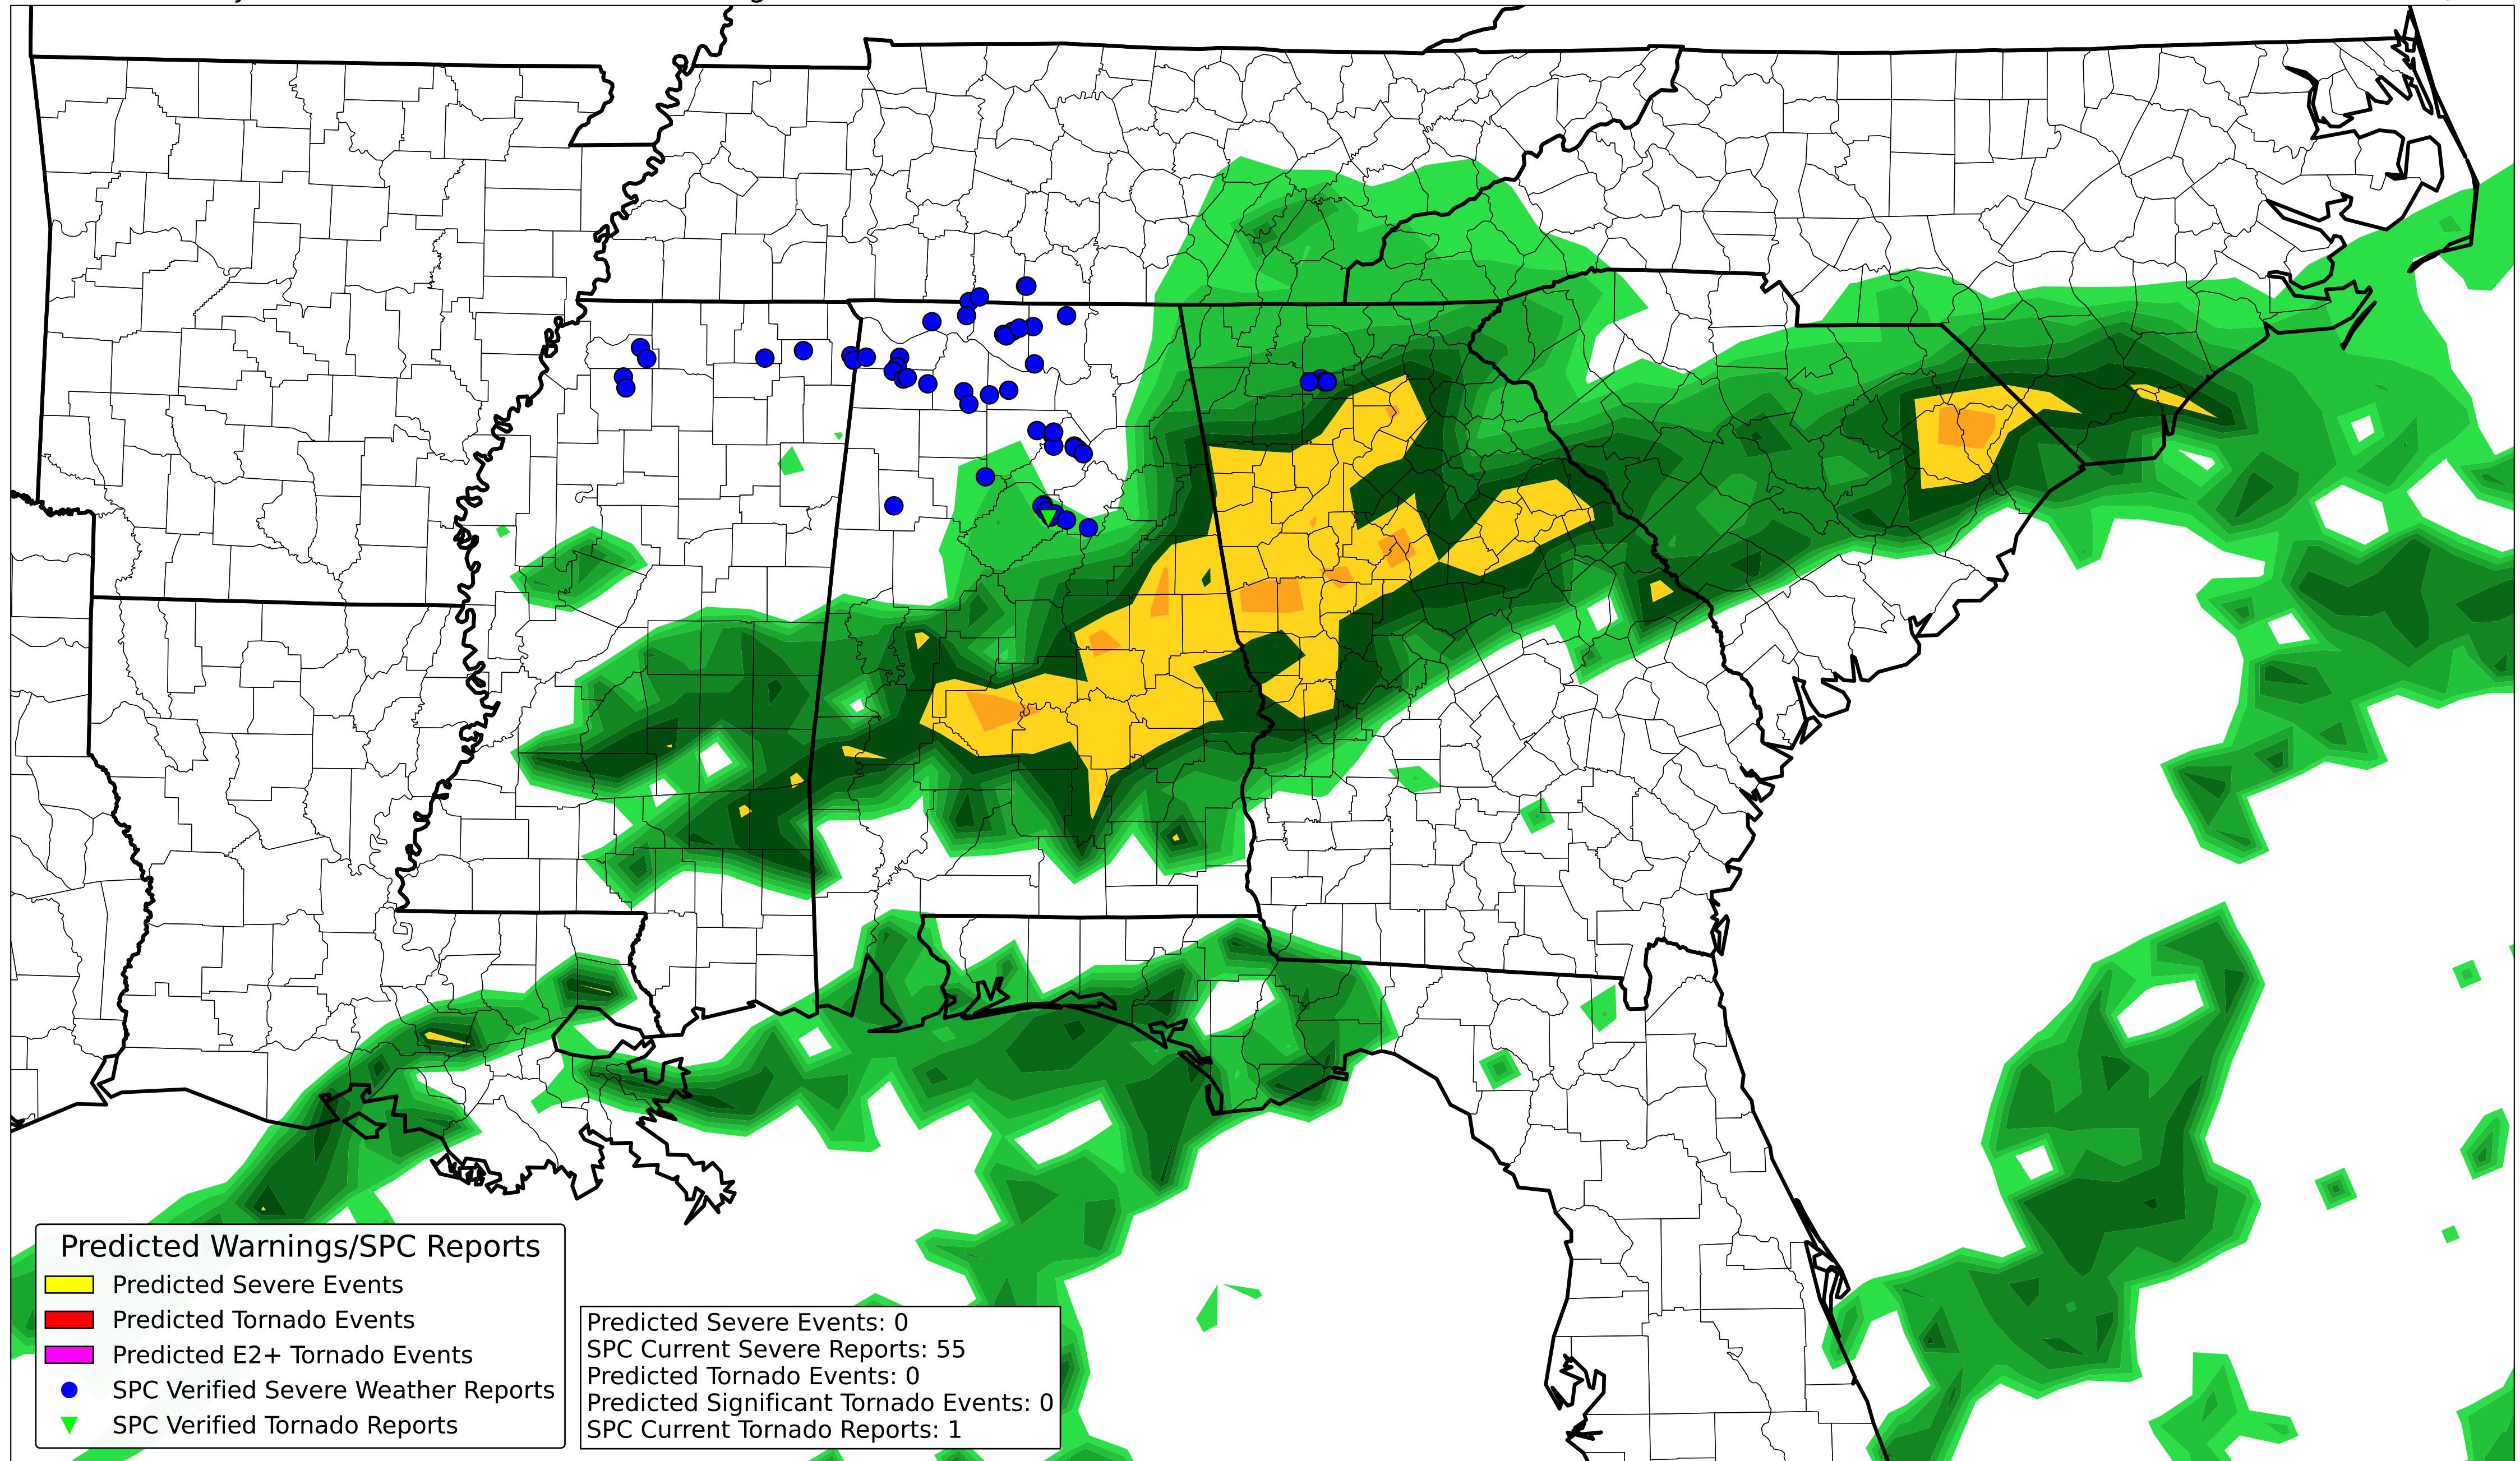 Predicted Warnings/SPC Reports
Predicted Severe Events
Predicted Tornado Events
Predicted E2+ Tornado Events
SPC Verified Severe Weather Reports
SPC Verified Tornado Reports
Predicted Severe Events: 0
SPC Current Severe Reports: 55
Predicted Tornado Events: 0
Predicted Significant Tornado Events: 0
SPC Current Tornado Reports: 1